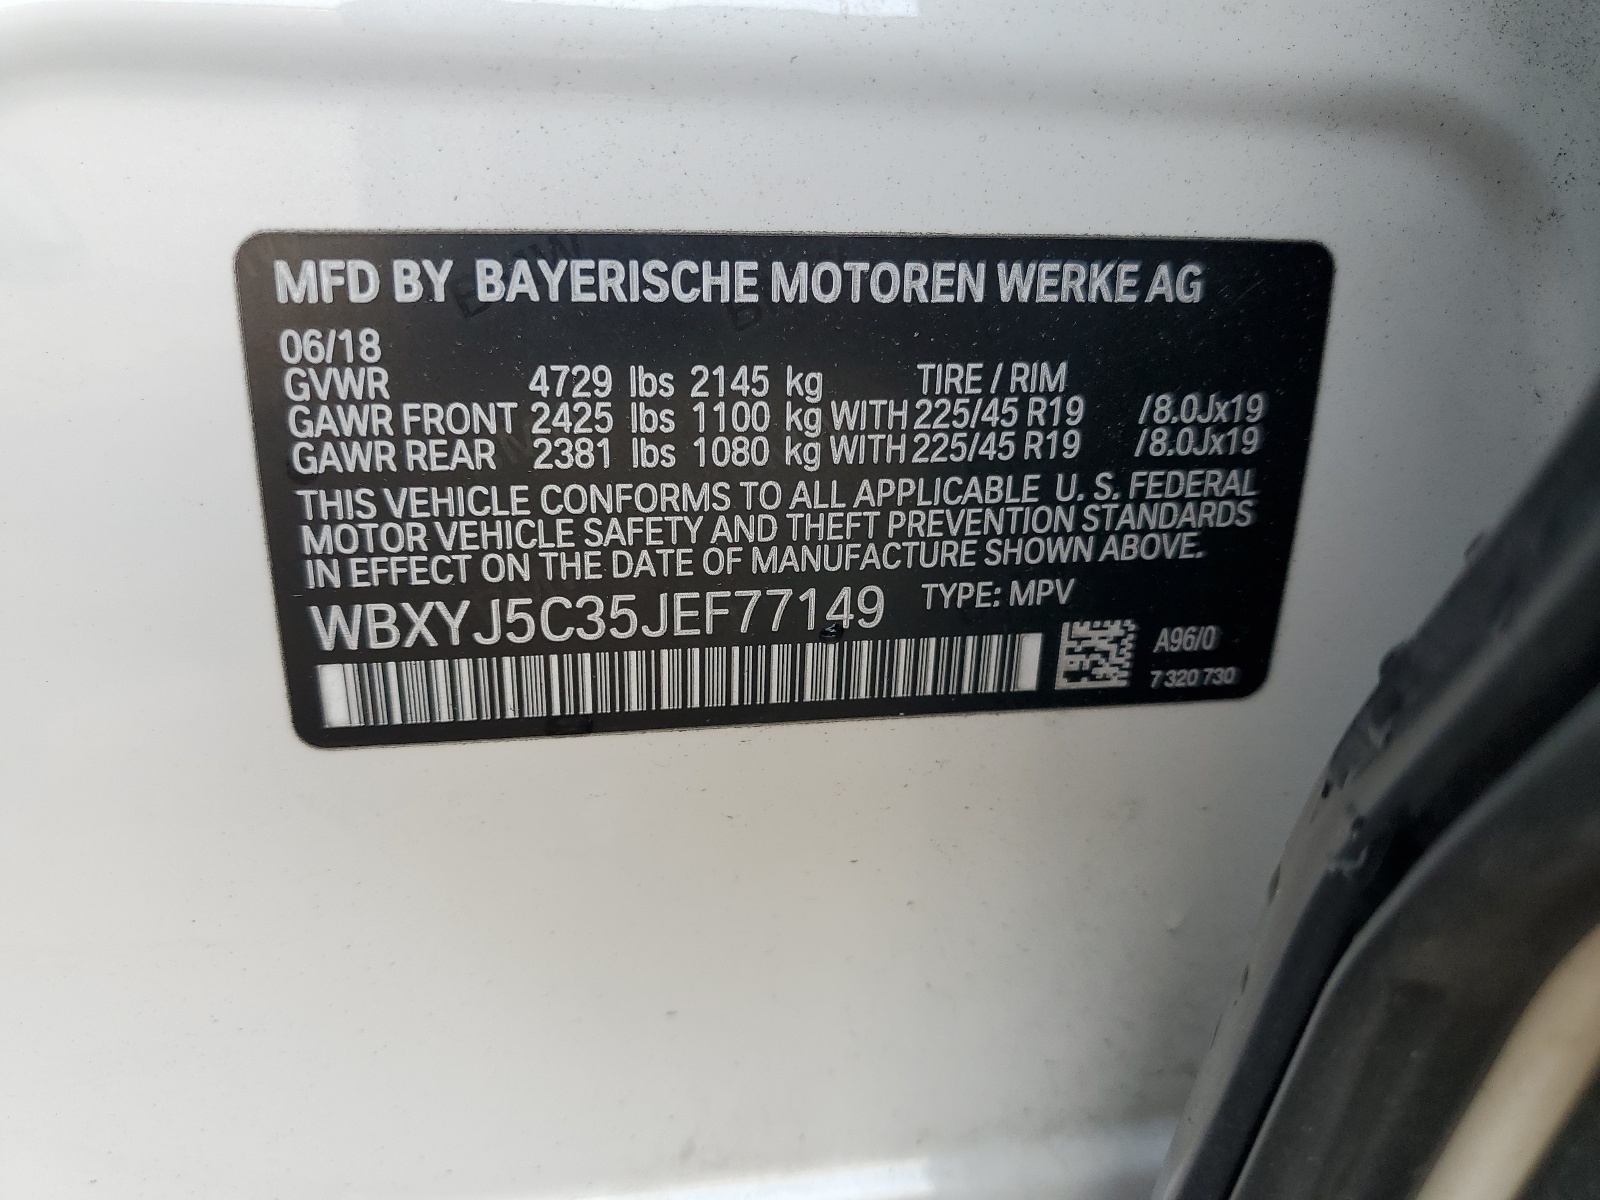 MFD BY BAYERISCHE MOTOREN WERKE AG
06/18
GVWR 4729 lbs 2145 kg TIRE / RIM
GAWR FRONT 2425 lbs 1100 kg WITH 225/45 R19 /8.0Jx19
GAWR REAR 2381 lbs 1080 kg WITH 225/45 R19 /8.0Jx19
THIS VEHICLE CONFORMS TO ALL APPLICABLE U. S. FEDERAL
MOTOR VEHICLE SAFETY AND THEFT PREVENTION STANDARDS
IN EFFECT ON THE DATE OF MANUFACTURE SHOWN ABOVE.
WBXYJ5C35JEF77149 TYPE: MPV
A96/0
7 320 730